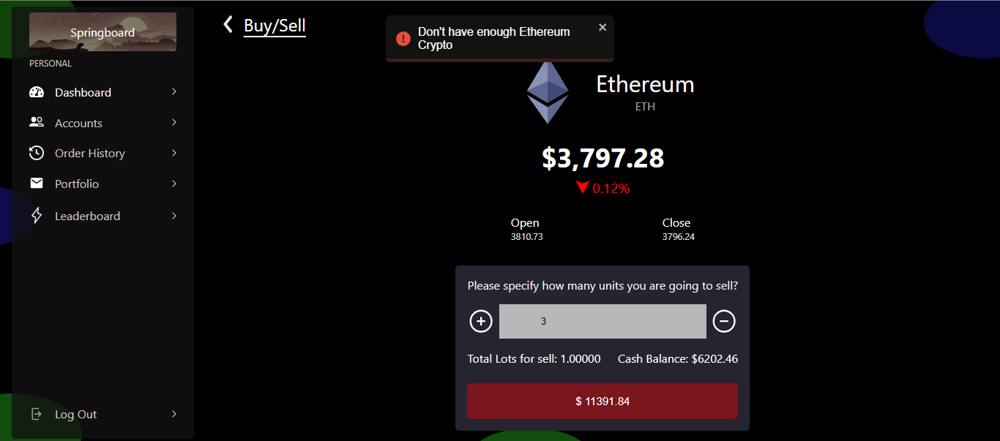 Springboard
PERSONAL
Dashboard
Accounts
Order History
Portfolio
Leaderboard
Log Out
Buy/Sell
Don't have enough Ethereum
Crypto
Ethereum
ETH
$3,797.28
0.12%
Open
3810.73
Close
3796.24
Please specify how many units you are going to sell?
3
Total Lots for sell: 1.00000
Cash Balance: $6202.46
$ 11391.84